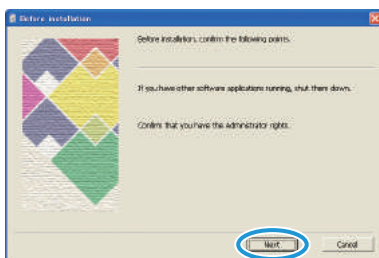 Before installation
Before installation, confirm the following points.
If you have other software applications running, shut them down.
Confirm that you have the Administrator rights.
Next
Cancel